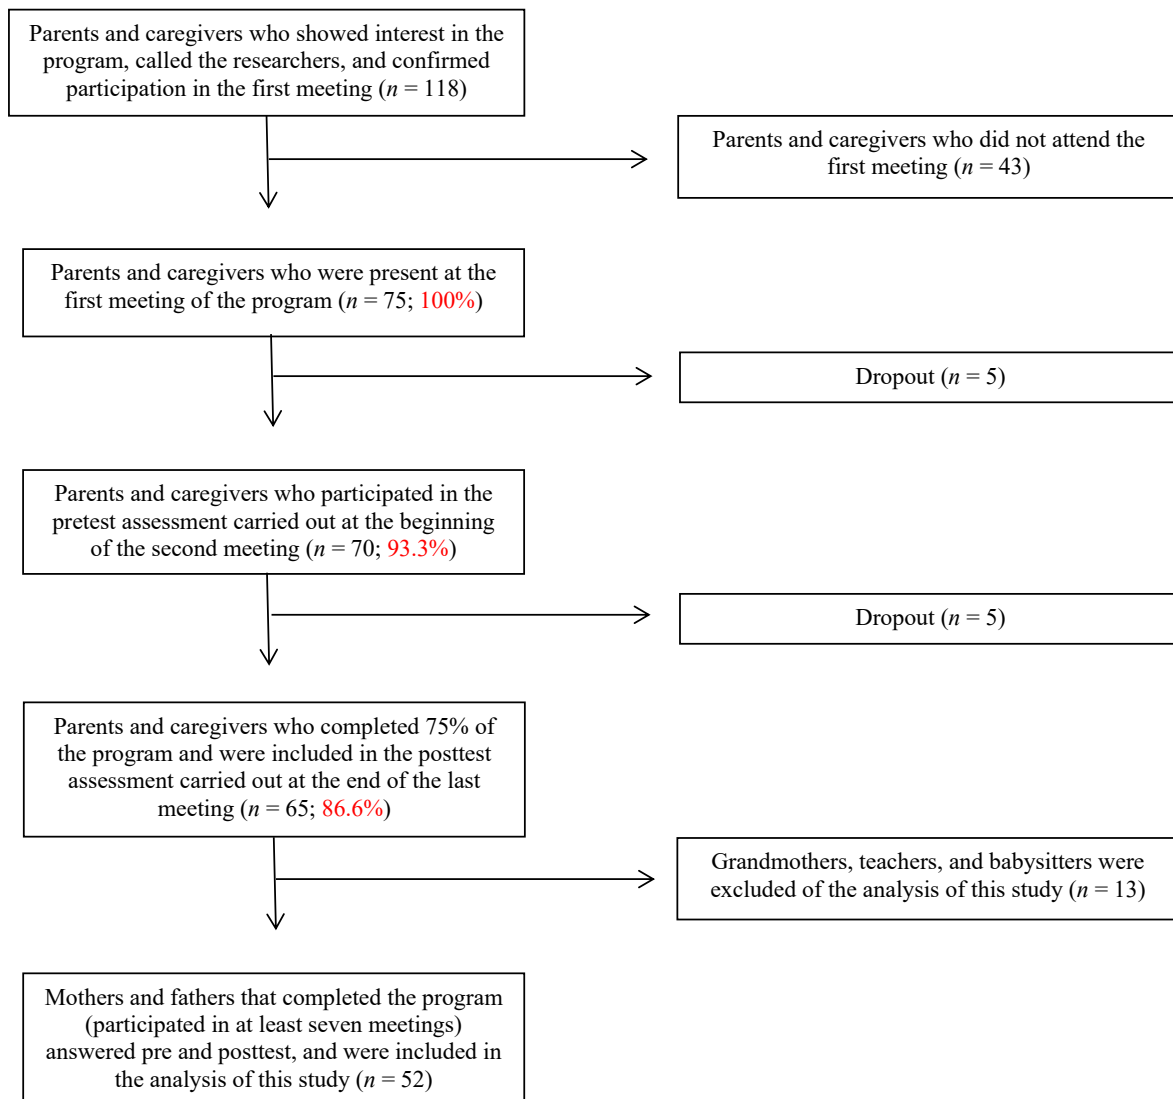 Parents and caregivers who showed interest in the
program, called the researchers, and confirmed
participation in the first meeting (n = 118)
Parents and caregivers who did not attend the
first meeting (n = 43)
Parents and caregivers who were present at the
first meeting of the program (n = 75; 100%)
Dropout (n = 5)
Parents and caregivers who participated in the
pretest assessment carried out at the beginning
of the second meeting (n = 70; 93.3%)
Dropout (n = 5)
Parents and caregivers who completed 75% of
the program and were included in the posttest
assessment carried out at the end of the last
meeting (n = 65; 86.6%)
Grandmothers, teachers, and babysitters were
excluded of the analysis of this study (n = 13)
Mothers and fathers that completed the program
(participated in at least seven meetings)
answered pre and posttest, and were included in
the analysis of this study (n = 52)